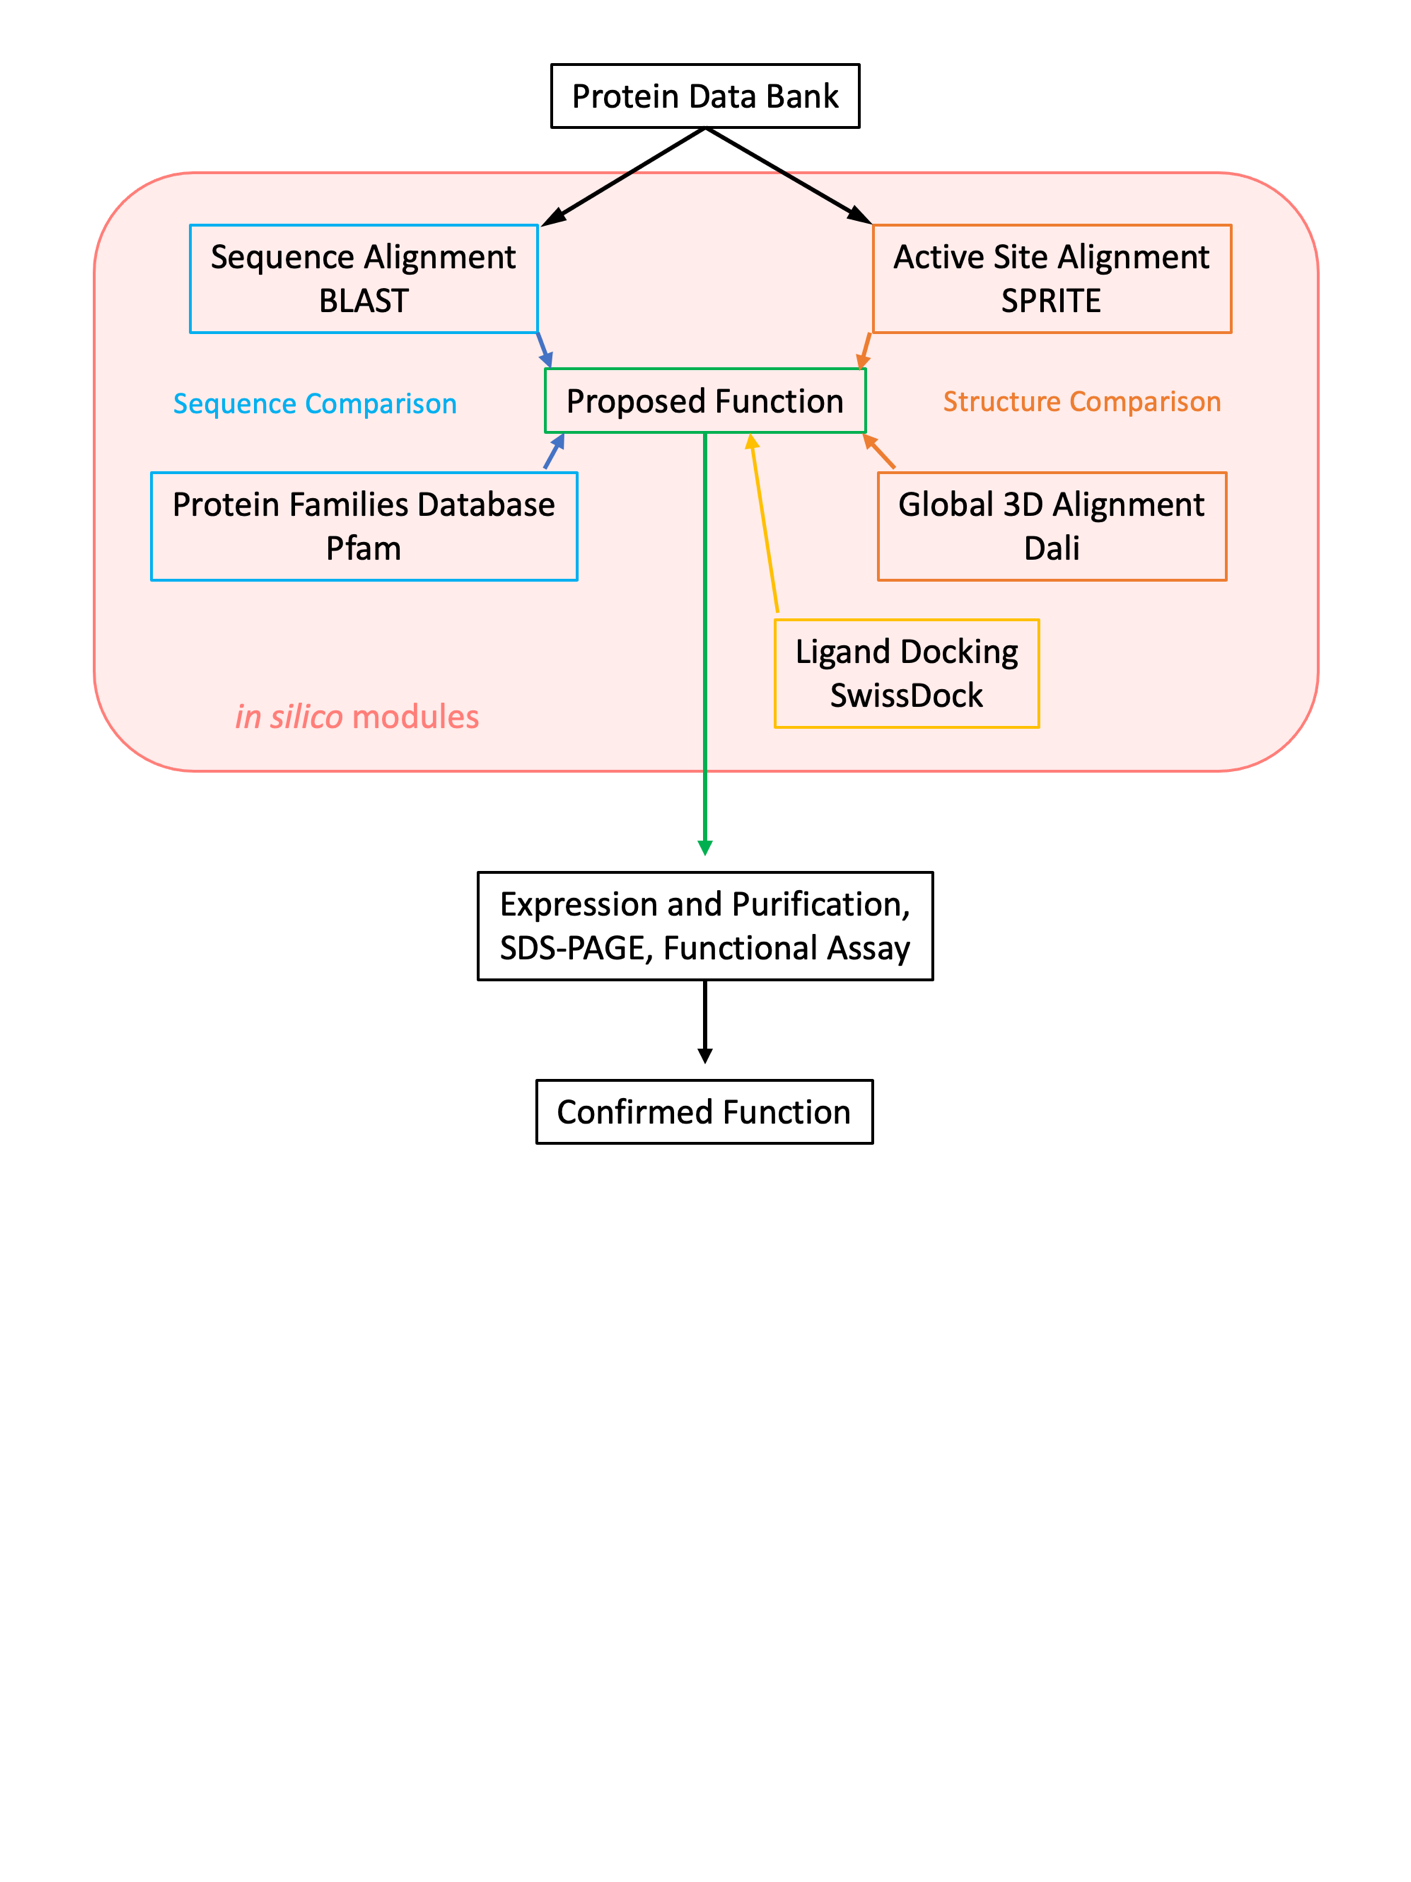 Protein Data Bank
Sequence Alignment
BLAST
Active Site Alignment
SPRITE
Sequence Comparison
Proposed Function
Structure Comparison
Protein Families Database
Pfam
Global 3D Alignment
Dali
Ligand Docking
SwissDock
in silico modules
Expression and Purification,
SDS-PAGE, Functional Assay
Confirmed Function